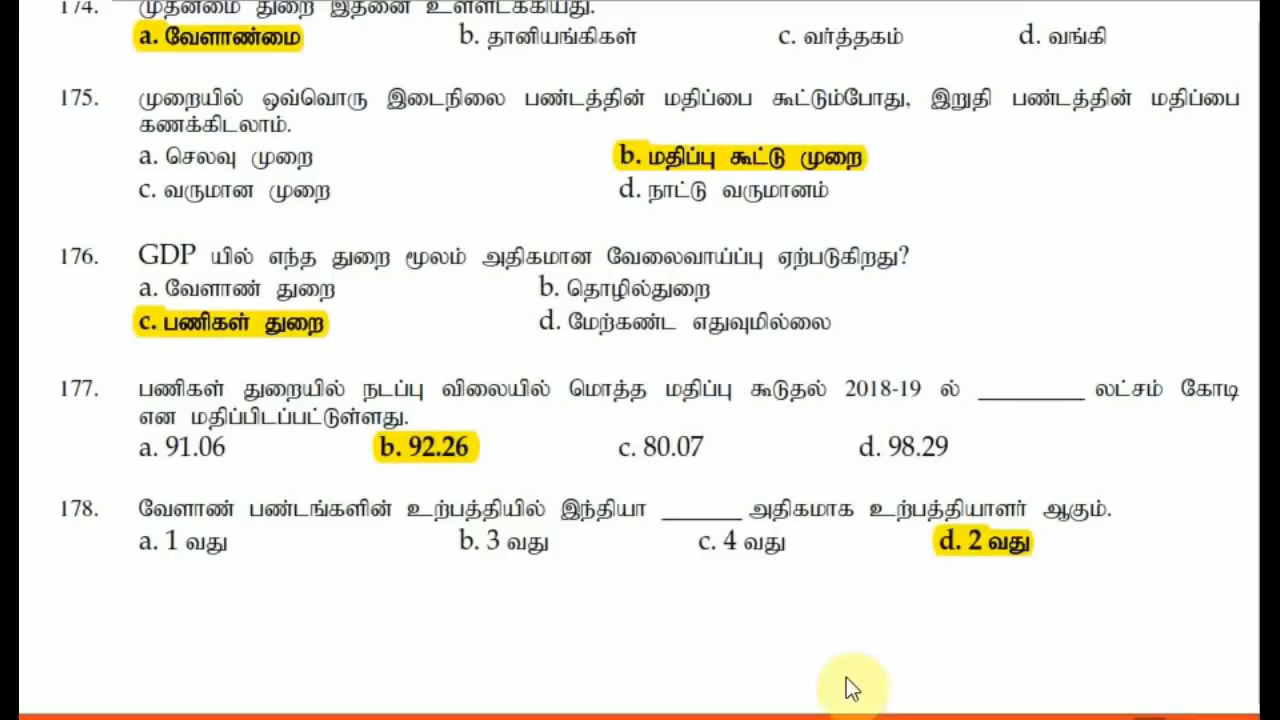 174. முதன்மை துறை இதனை உள்ளடக்கியது.
a. வேளாண்மை b. தானியங்கிகள் c. வர்த்தகம் d. வங்கி
175. முறையில் ஒவ்வொரு இடைநிலை பண்டத்தின் மதிப்பை கூட்டும்போது, இறுதி பண்டத்தின் மதிப்பை
கணக்கிடலாம்.
a. செலவு முறை b. மதிப்பு கூட்டு முறை
c. வருமான முறை d. நாட்டு வருமானம்
176. GDP யில் எந்த துறை மூலம் அதிகமான வேலைவாய்ப்பு ஏற்படுகிறது?
a. வேளாண் துறை b. தொழில்துறை
c. பணிகள் துறை d. மேற்கண்ட எதுவுமில்லை
177. பணிகள் துறையில் நடப்பு விலையில் மொத்த மதிப்பு கூடுதல் 2018-19 ல் _________ லட்சம் கோடி
என மதிப்பிடப்பட்டுள்ளது.
a. 91.06 b. 92.26 c. 80.07 d. 98.29
178. வேளாண் பண்டங்களின் உற்பத்தியில் இந்தியா _______ அதிகமாக உற்பத்தியாளர் ஆகும்.
a. 1 வது b. 3 வது c. 4 வது d. 2 வது